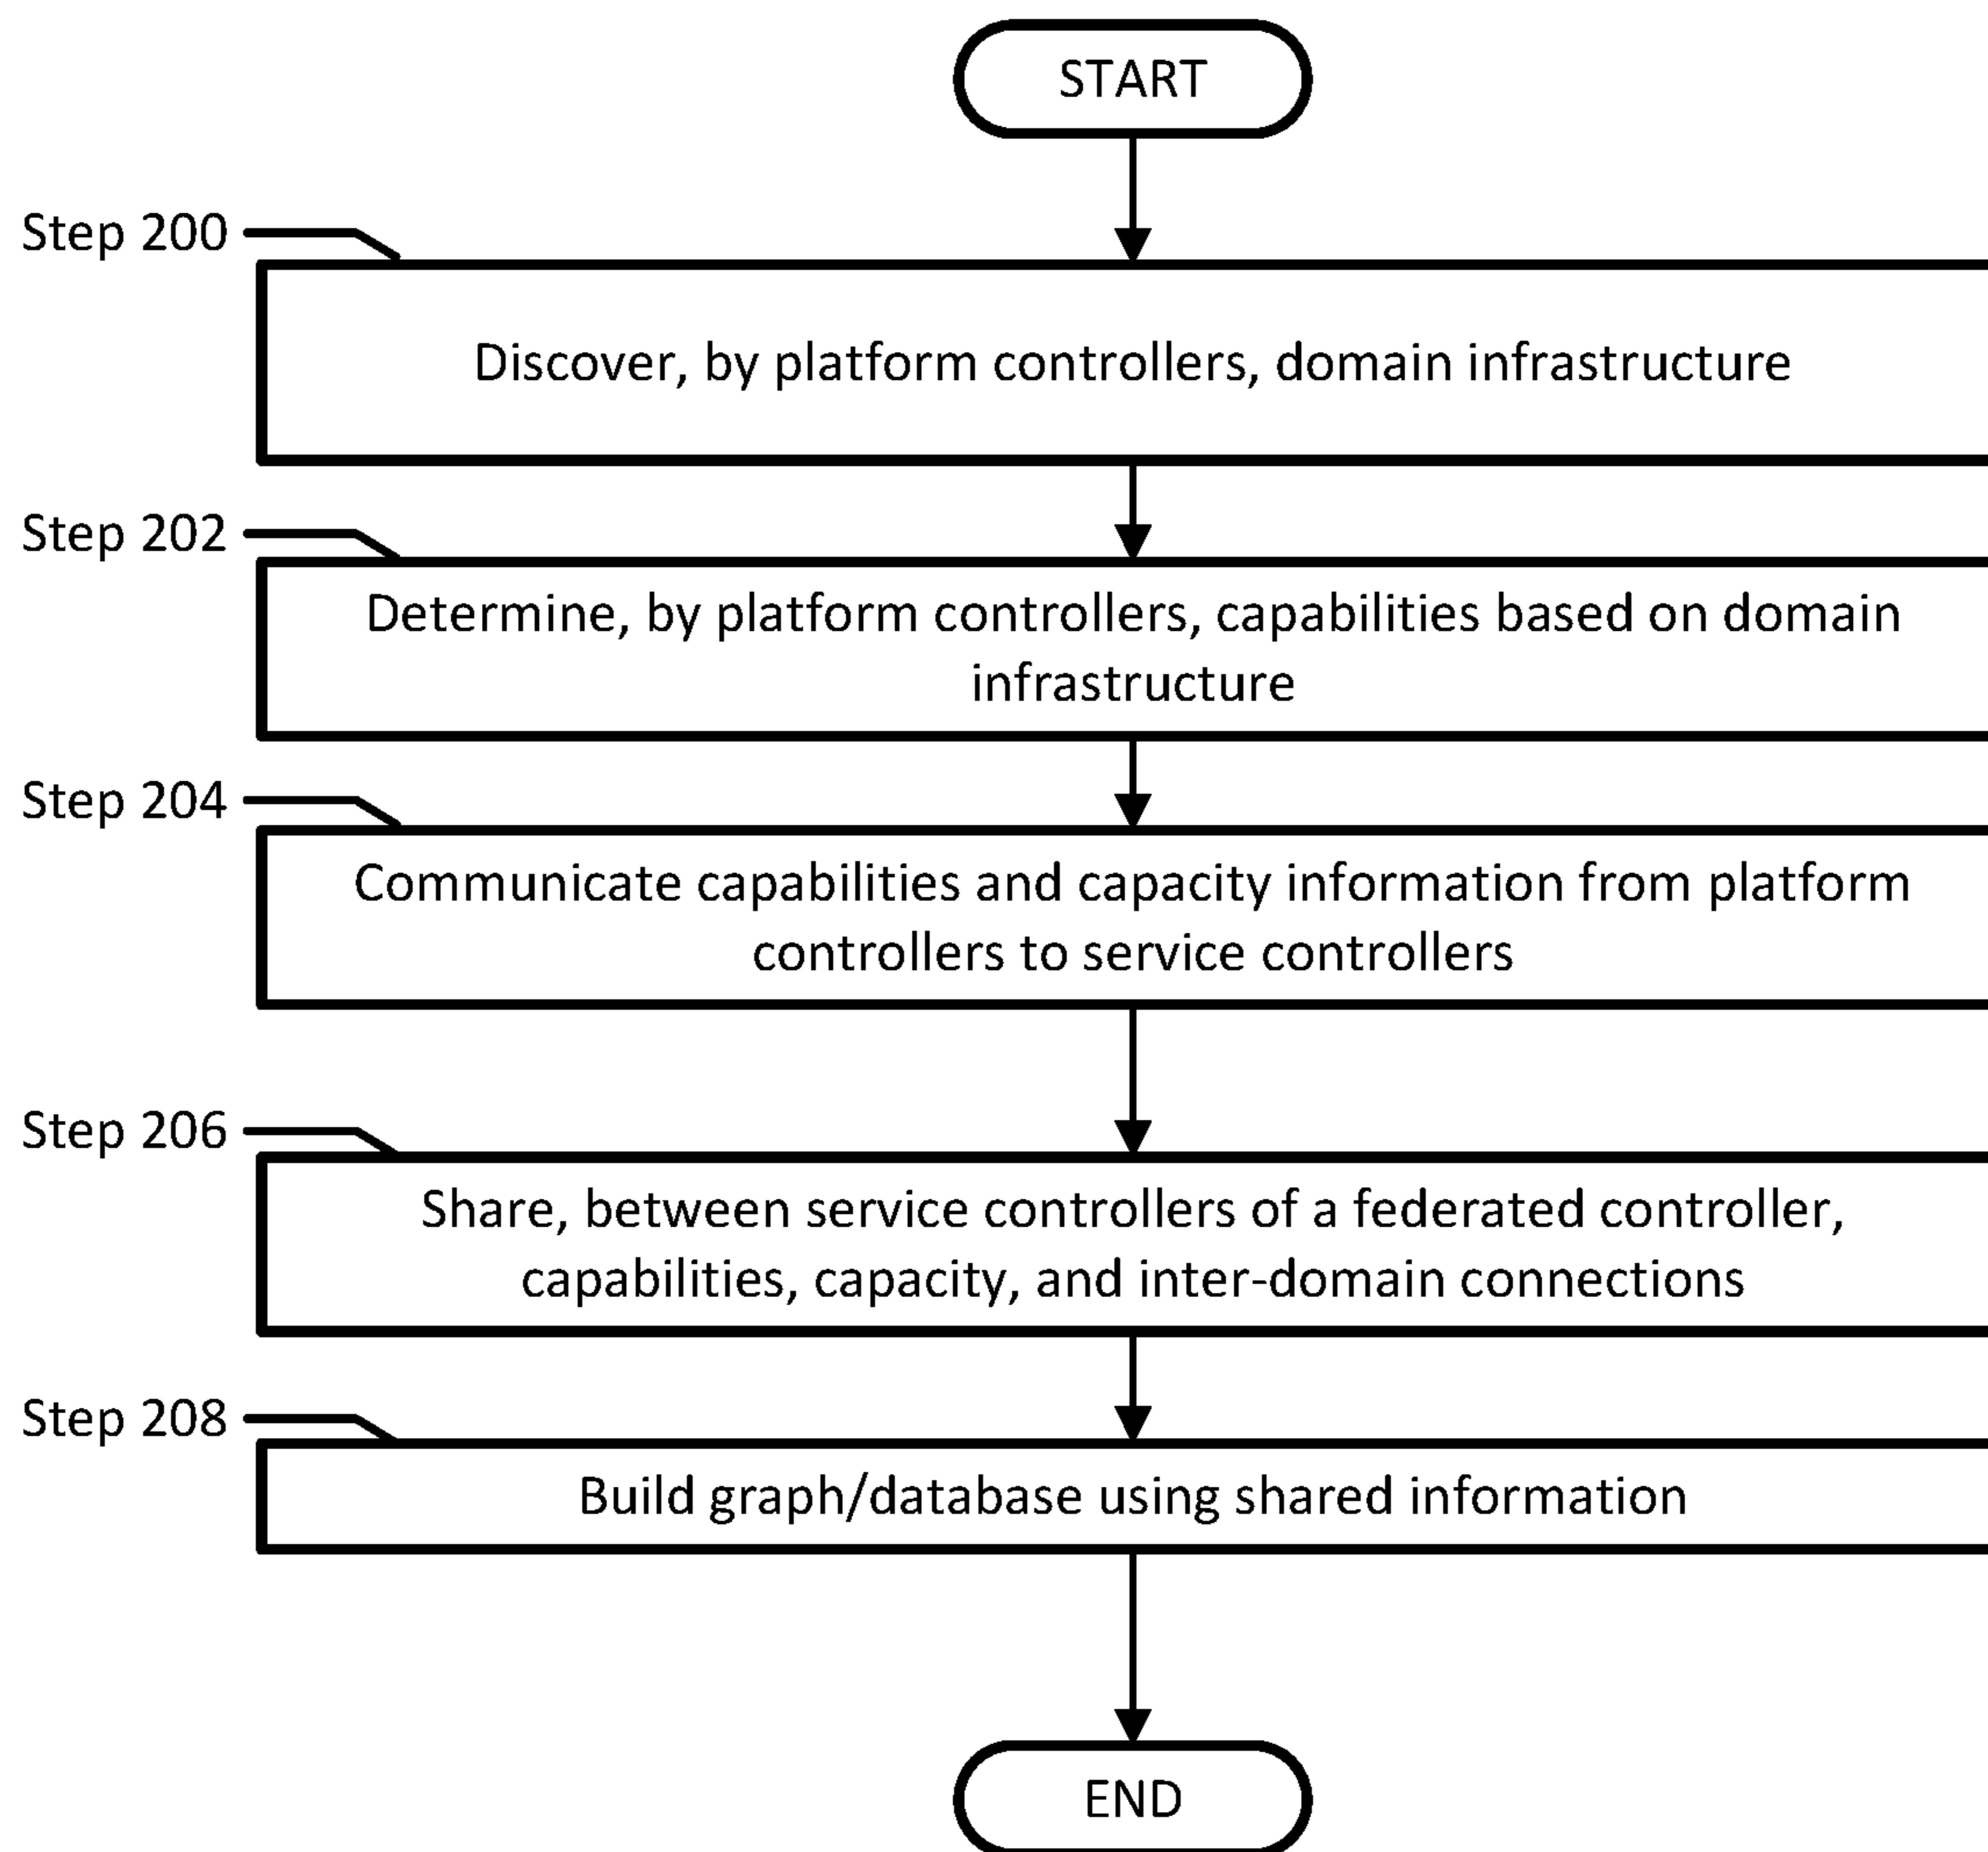 START
Step 200
Discover, by platform controllers, domain infrastructure
Step 202
Determine, by platform controllers, capabilities based on domain
infrastructure
Step 204
Communicate capabilities and capacity information from platform
controllers to service controllers
Step 206
Share, between service controllers of a federated controller,
capabilities, capacity, and inter-domain connections
Step 208
Build graph/database using shared information
END